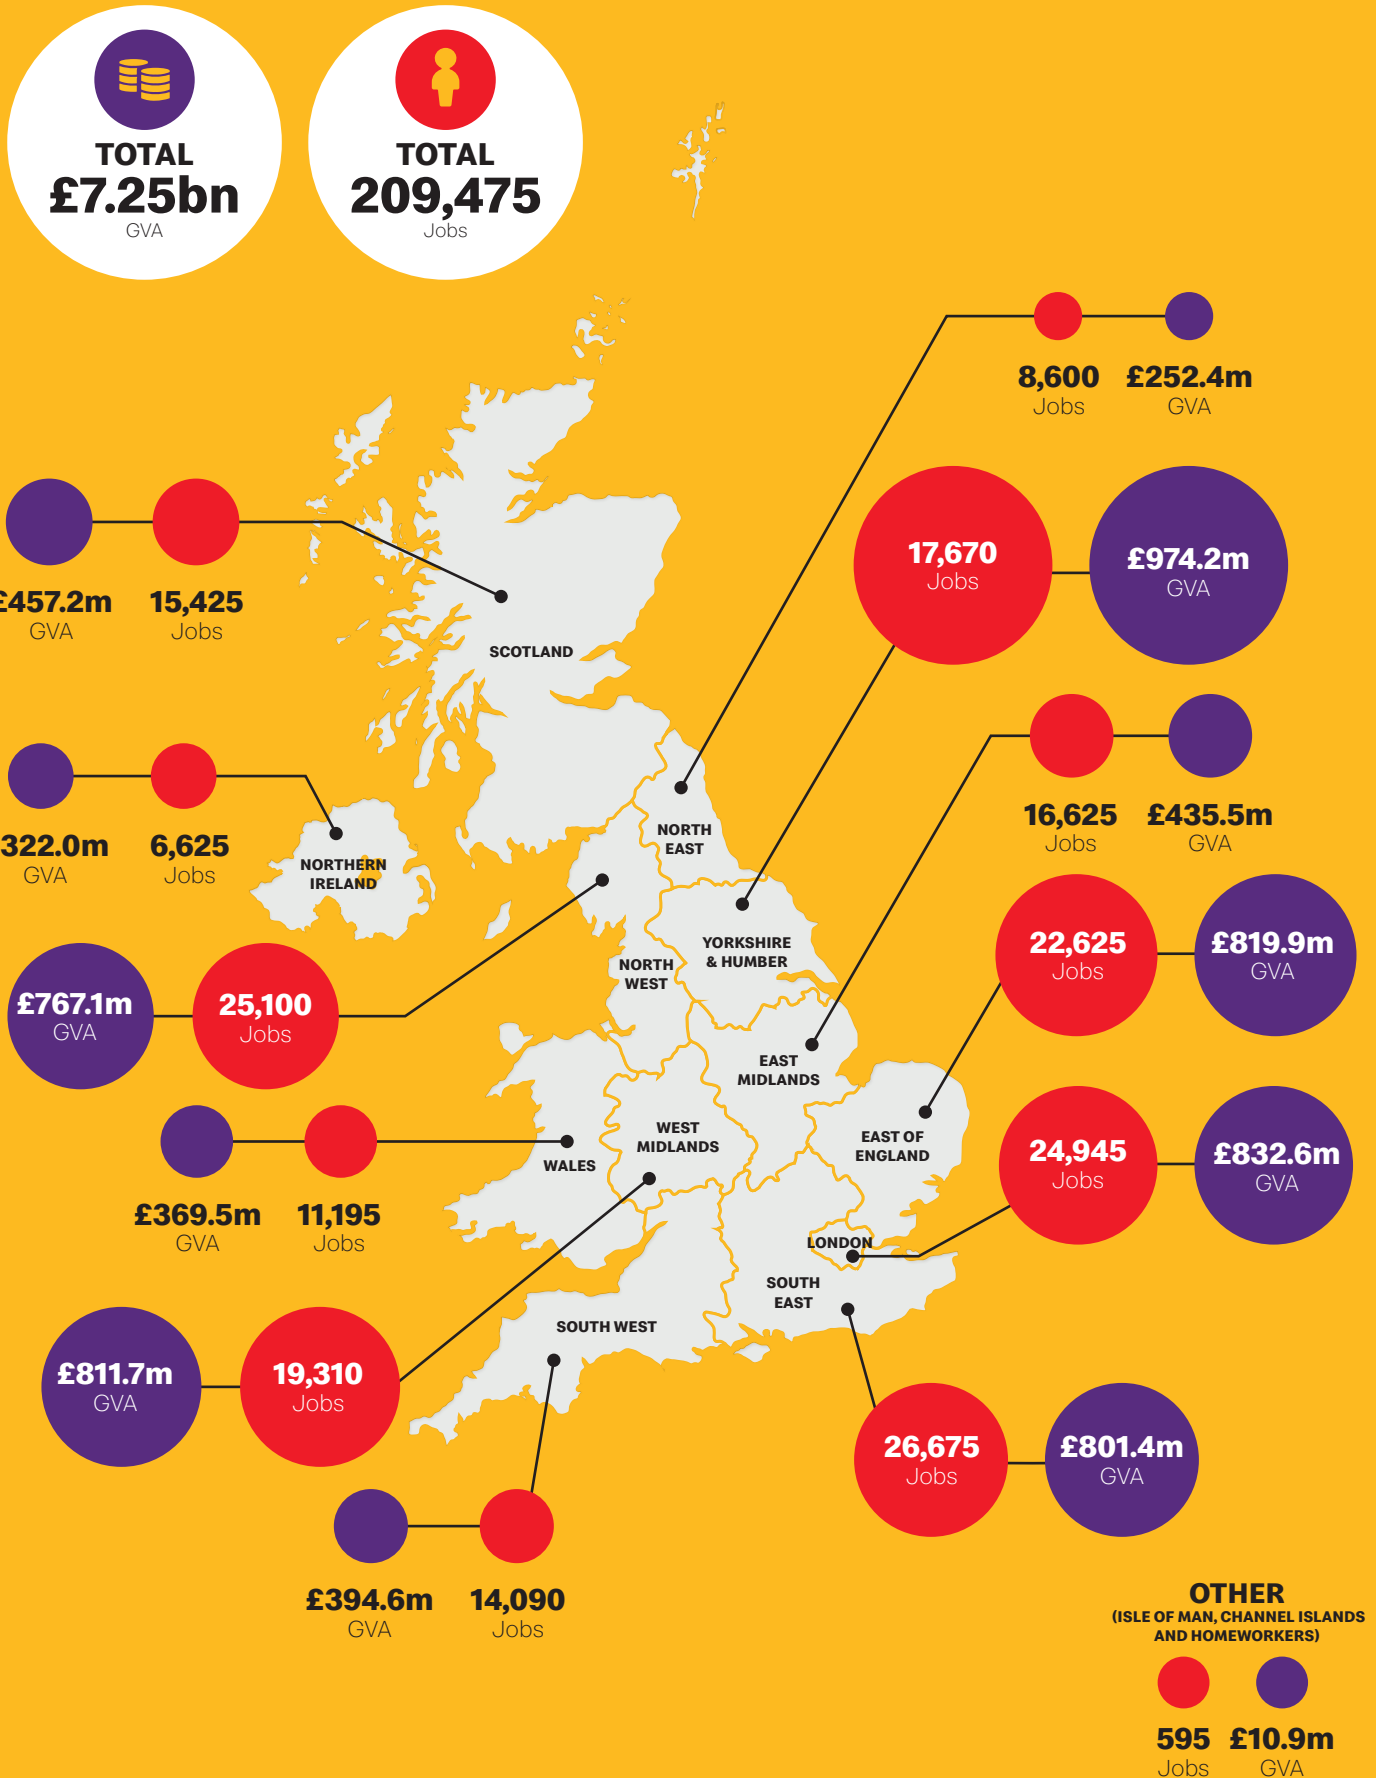 TOTAL
£7.25bn
GVA
TOTAL
209,475
Jobs
8,600
Jobs
£252.4m
GVA
17,670
Jobs
£974.2m
GVA
£457.2m
GVA
15,425
Jobs
SCOTLAND
16,625
Jobs
£435.5m
GVA
322.0m
GVA
6,625
Jobs
NORTHERN
IRELAND
NORTH
EAST
YORKSHIRE
& HUMBER
NORTH
WEST
22,625
Jobs
£819.9m
GVA
£767.1m
GVA
25,100
Jobs
EAST
MIDLANDS
WEST
MIDLANDS
EAST OF
ENGLAND
WALES
24,945
Jobs
£832.6m
GVA
£369.5m
GVA
11,195
Jobs
LONDON
SOUTH
EAST
SOUTH WEST
£811.7m
GVA
19,310
Jobs
26,675
Jobs
£801.4m
GVA
£394.6m
GVA
14,090
Jobs
OTHER
(ISLE OF MAN, CHANNEL ISLANDS
AND HOMEWORKERS)
595
Jobs
£10.9m
GVA